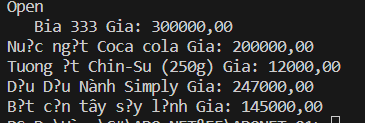 Open
Bia 333 Gia: 300000,00
Nu?c ng?t Coca cola Gia: 200000,00
Tuong ?t Chin-Su (250g) Gia: 12000,00
D?u D?u Nành Simply Gia: 247000,00
B?t c?n tây s?y l?nh Gia: 145000,00